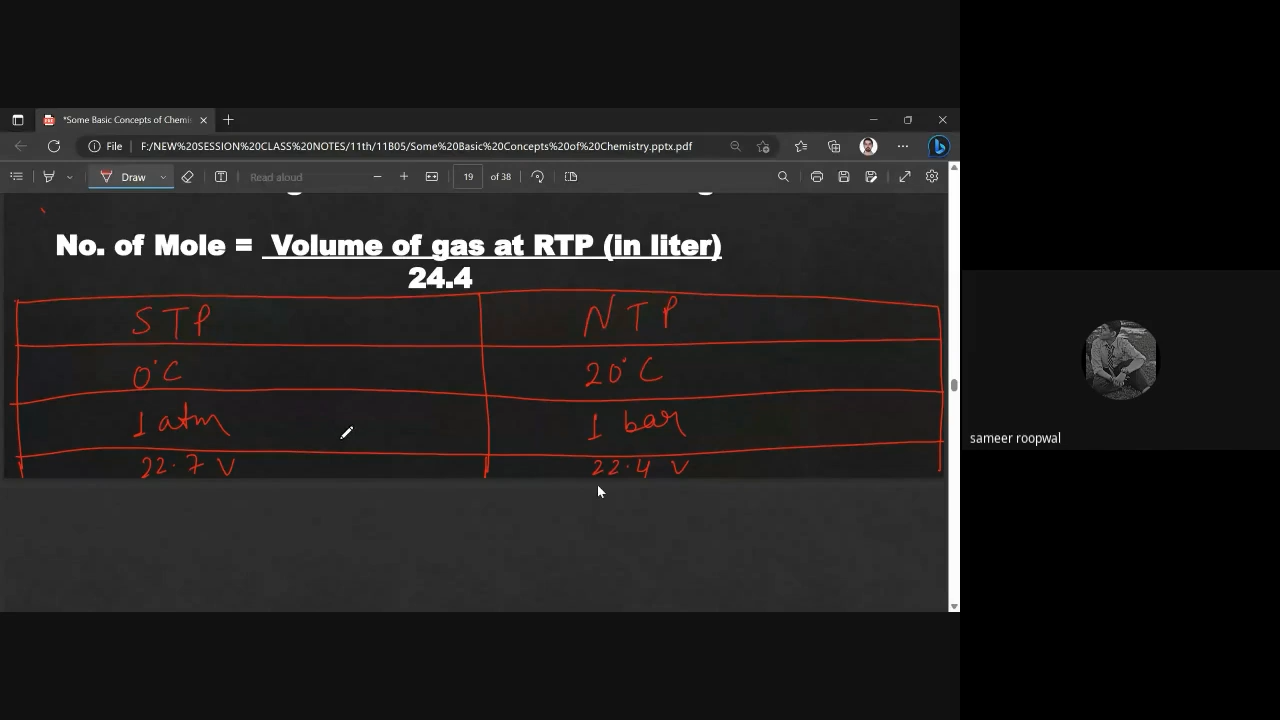 *Some Basic Concepts of Chemi
File F:/NEW%20SESSION%20CLASS%20NOTES/11th/11B05/Some%20Basic%20Concepts%20of%20Chemistry.pptx.pdf
Draw Read aloud 19 of 38
No. of Mole = Volume of gas at RTP (in liter)
24.4
STP NTP
0°C 20°C
1 atm 1 bar
22.7 V 22.4 V
sameer roopwal